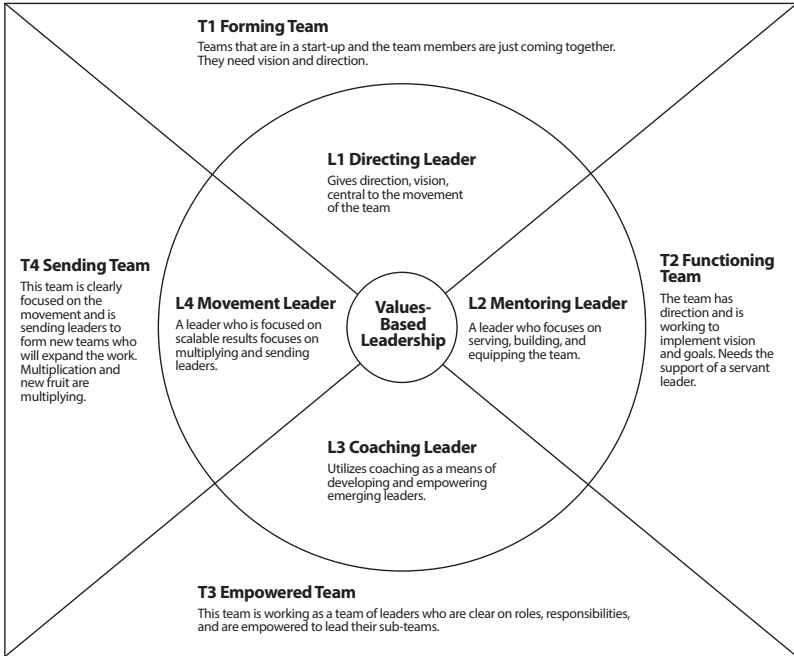 T1 Forming Team
Teams that are in a start-up and the team members are just coming together.
They need vision and direction.
L1 Directing Leader
Gives direction, vision,
central to the movement
of the team
T4 Sending Team
This team is clearly
focused on the
movement and is
sending leaders to
form new teams who
will expand the work.
Multiplication and
new fruit are
multiplying.
L4 Movement Leader
A leader who is focused on
scalable results focuses on
multiplying and sending
leaders.
Values-
Based
Leadership
L2 Mentoring Leader
A leader who focuses on
serving, building, and
equipping the team.
T2 Functioning
Team
The team has
direction and is
working to
implement vision
and goals. Needs the
support of a servant
leader.
L3 Coaching Leader
Utilizes coaching as a means of
developing and empowering
emerging leaders.
T3 Empowered Team
This team is working as a team of leaders who are clear on roles, responsibilities,
and are empowered to lead their sub-teams.